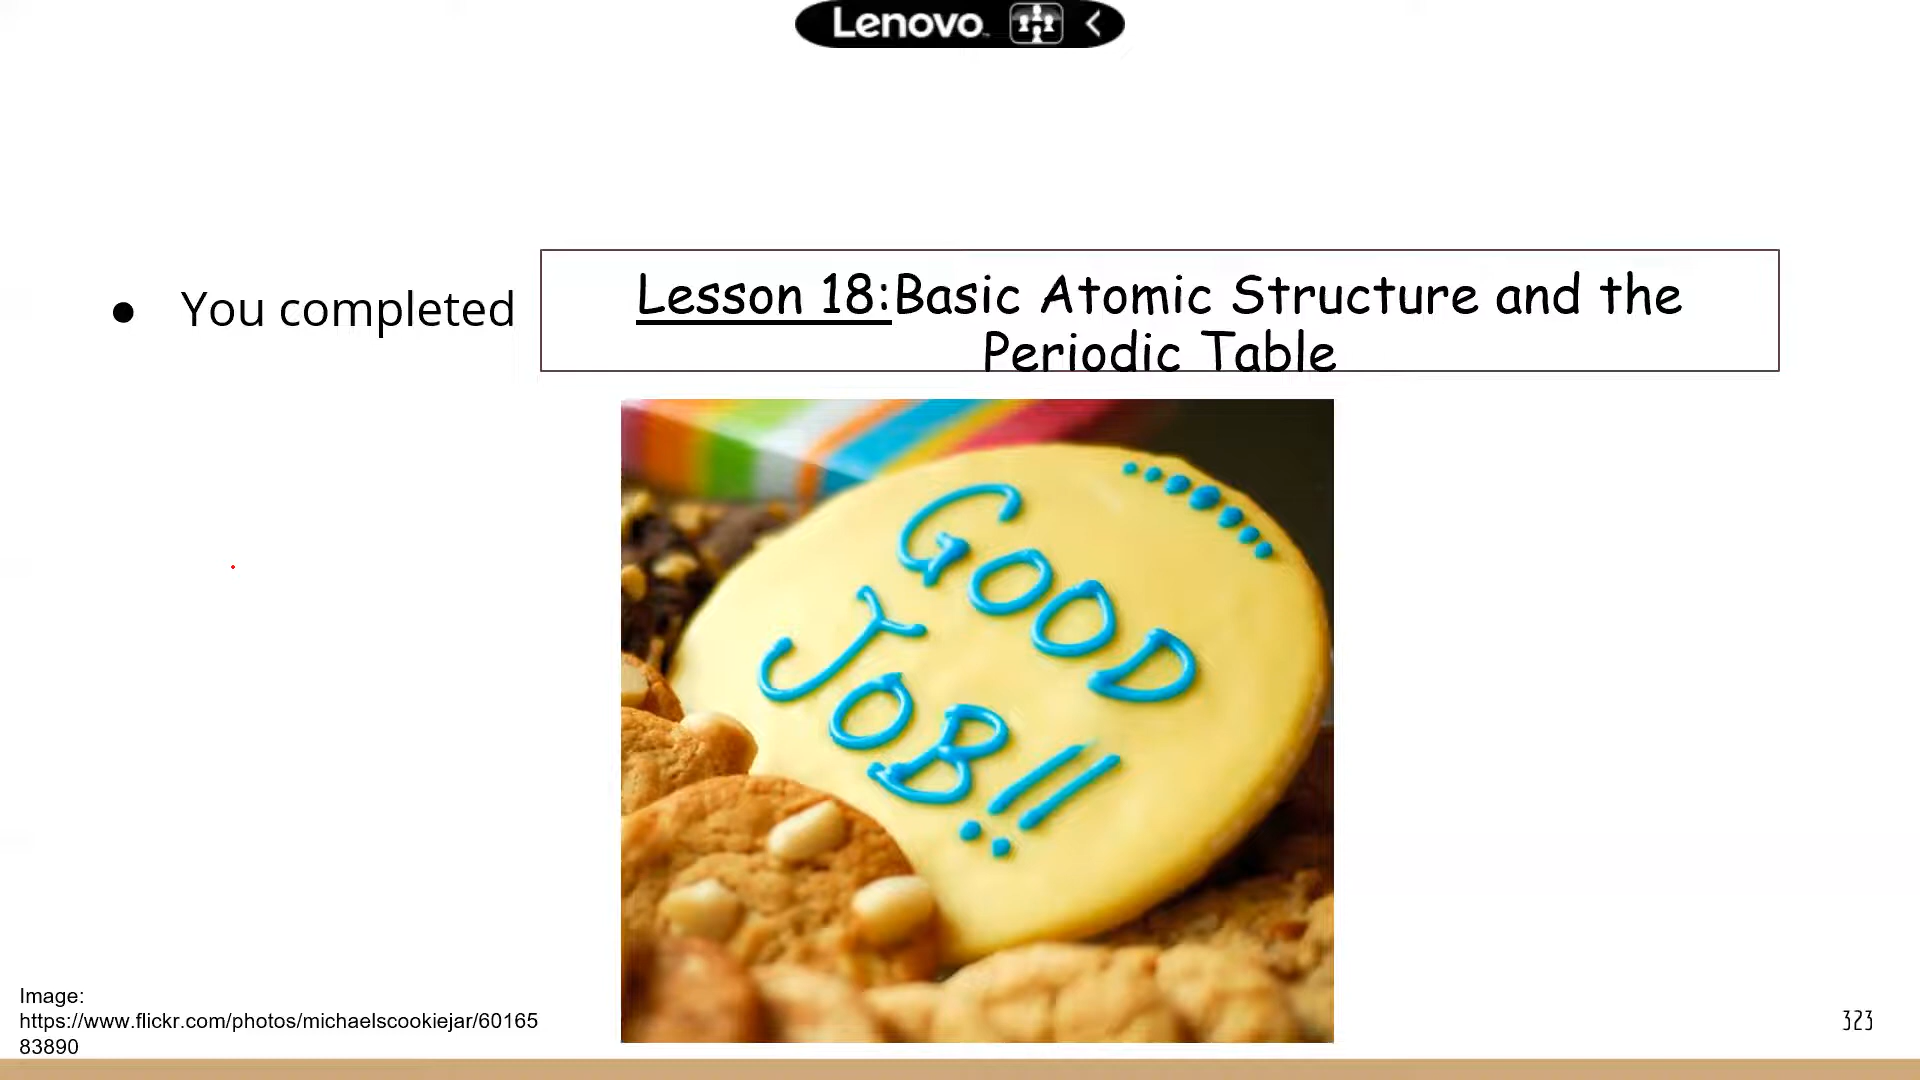 Lenovo
● You completed
Lesson 18:Basic Atomic Structure and the
Periodic Table
GOOD
JOB!!
Image:
https://www.flickr.com/photos/michaelscookiejar/60165
83890
323